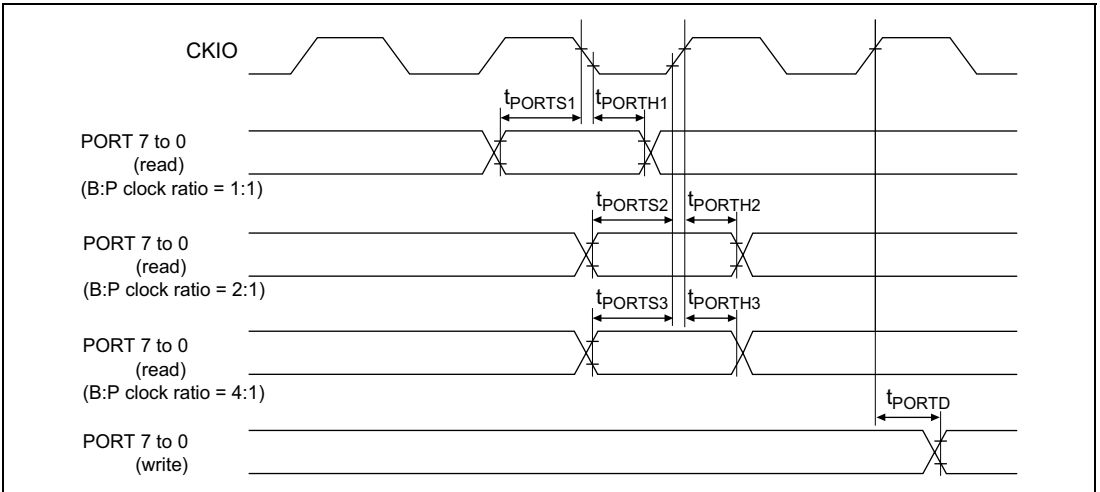 CKIO
tPORTS1 tPORTH1
PORT 7 to 0
(read)
(B:P clock ratio = 1:1)
tPORTS2 tPORTH2
PORT 7 to 0
(read)
(B:P clock ratio = 2:1)
tPORTS3 tPORTH3
PORT 7 to 0
(read)
(B:P clock ratio = 4:1)
tPORTD
PORT 7 to 0
(write)